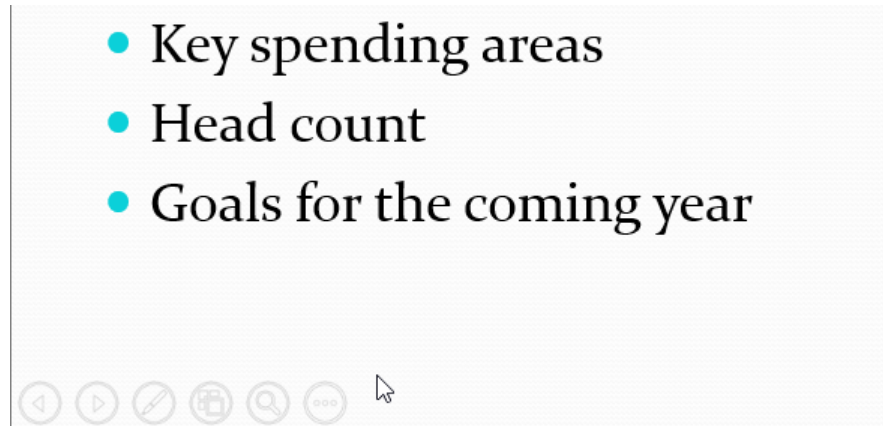 Key spending areas
Head count
Goals for the coming year